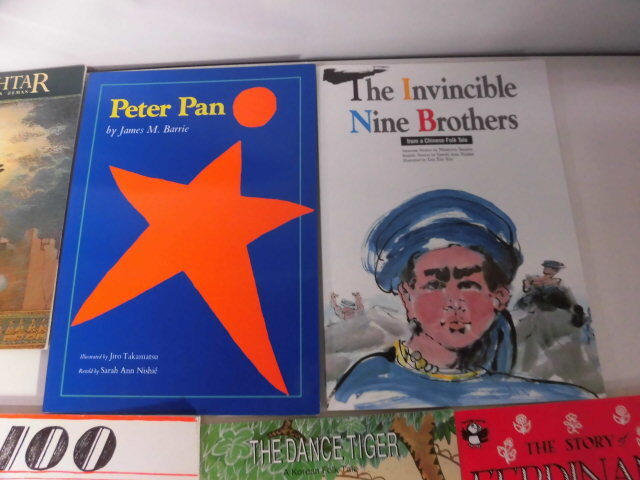 HTAR
Peter Pan
by James M. Barrie
Illustrated by Jiro Takamatsu
Retold by Sarah Ann Nishié
The Invincible
Nine Brothers
from a Chinese Folk Tale
100
THE DANCE TIGER
A Korean Folk Tale
THE STORY of
FERDINAN